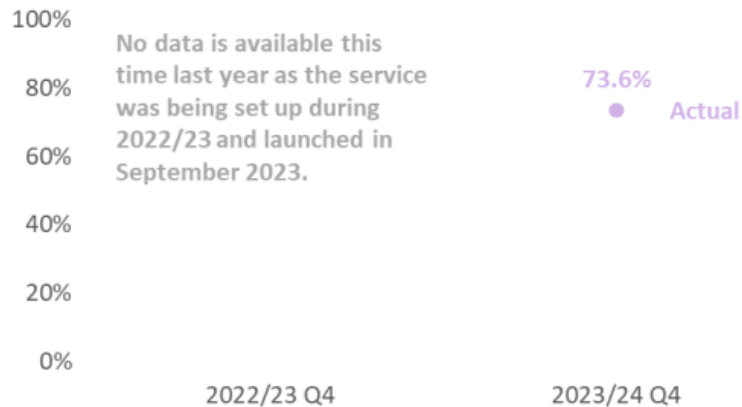 100%
No data is available this
time last year as the service
80%
73.6%
was being set up during
Actual
2022/23 and launched in
60%
September 2023.
40%
20%
0%
2022/23 Q4
2023/24 Q4